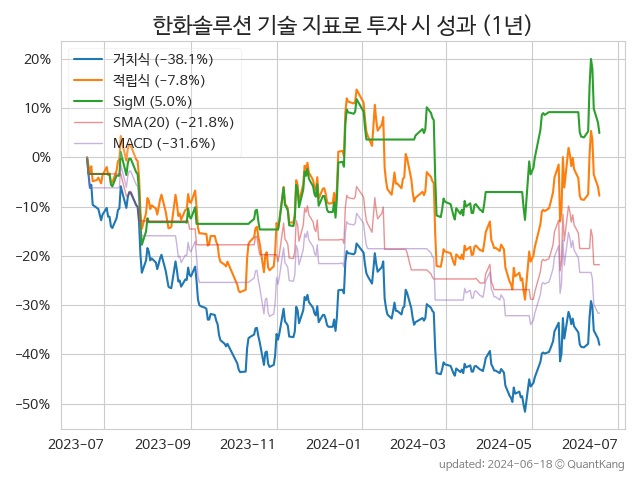 한화솔루션 기술 지표로 투자 시 성과 (1년)
20%
10%
0%
−10%
−20%
−30%
−40%
−50%
거치식 (−38.1%)
적립식 (−7.8%)
SigM (5.0%)
SMA(20) (−21.8%)
MACD (−31.6%)
2023-07
2023-09
2023-11
2024-01
2024-03
2024-05
2024-07
updated: 2024-06-18 ⓒ QuantKang